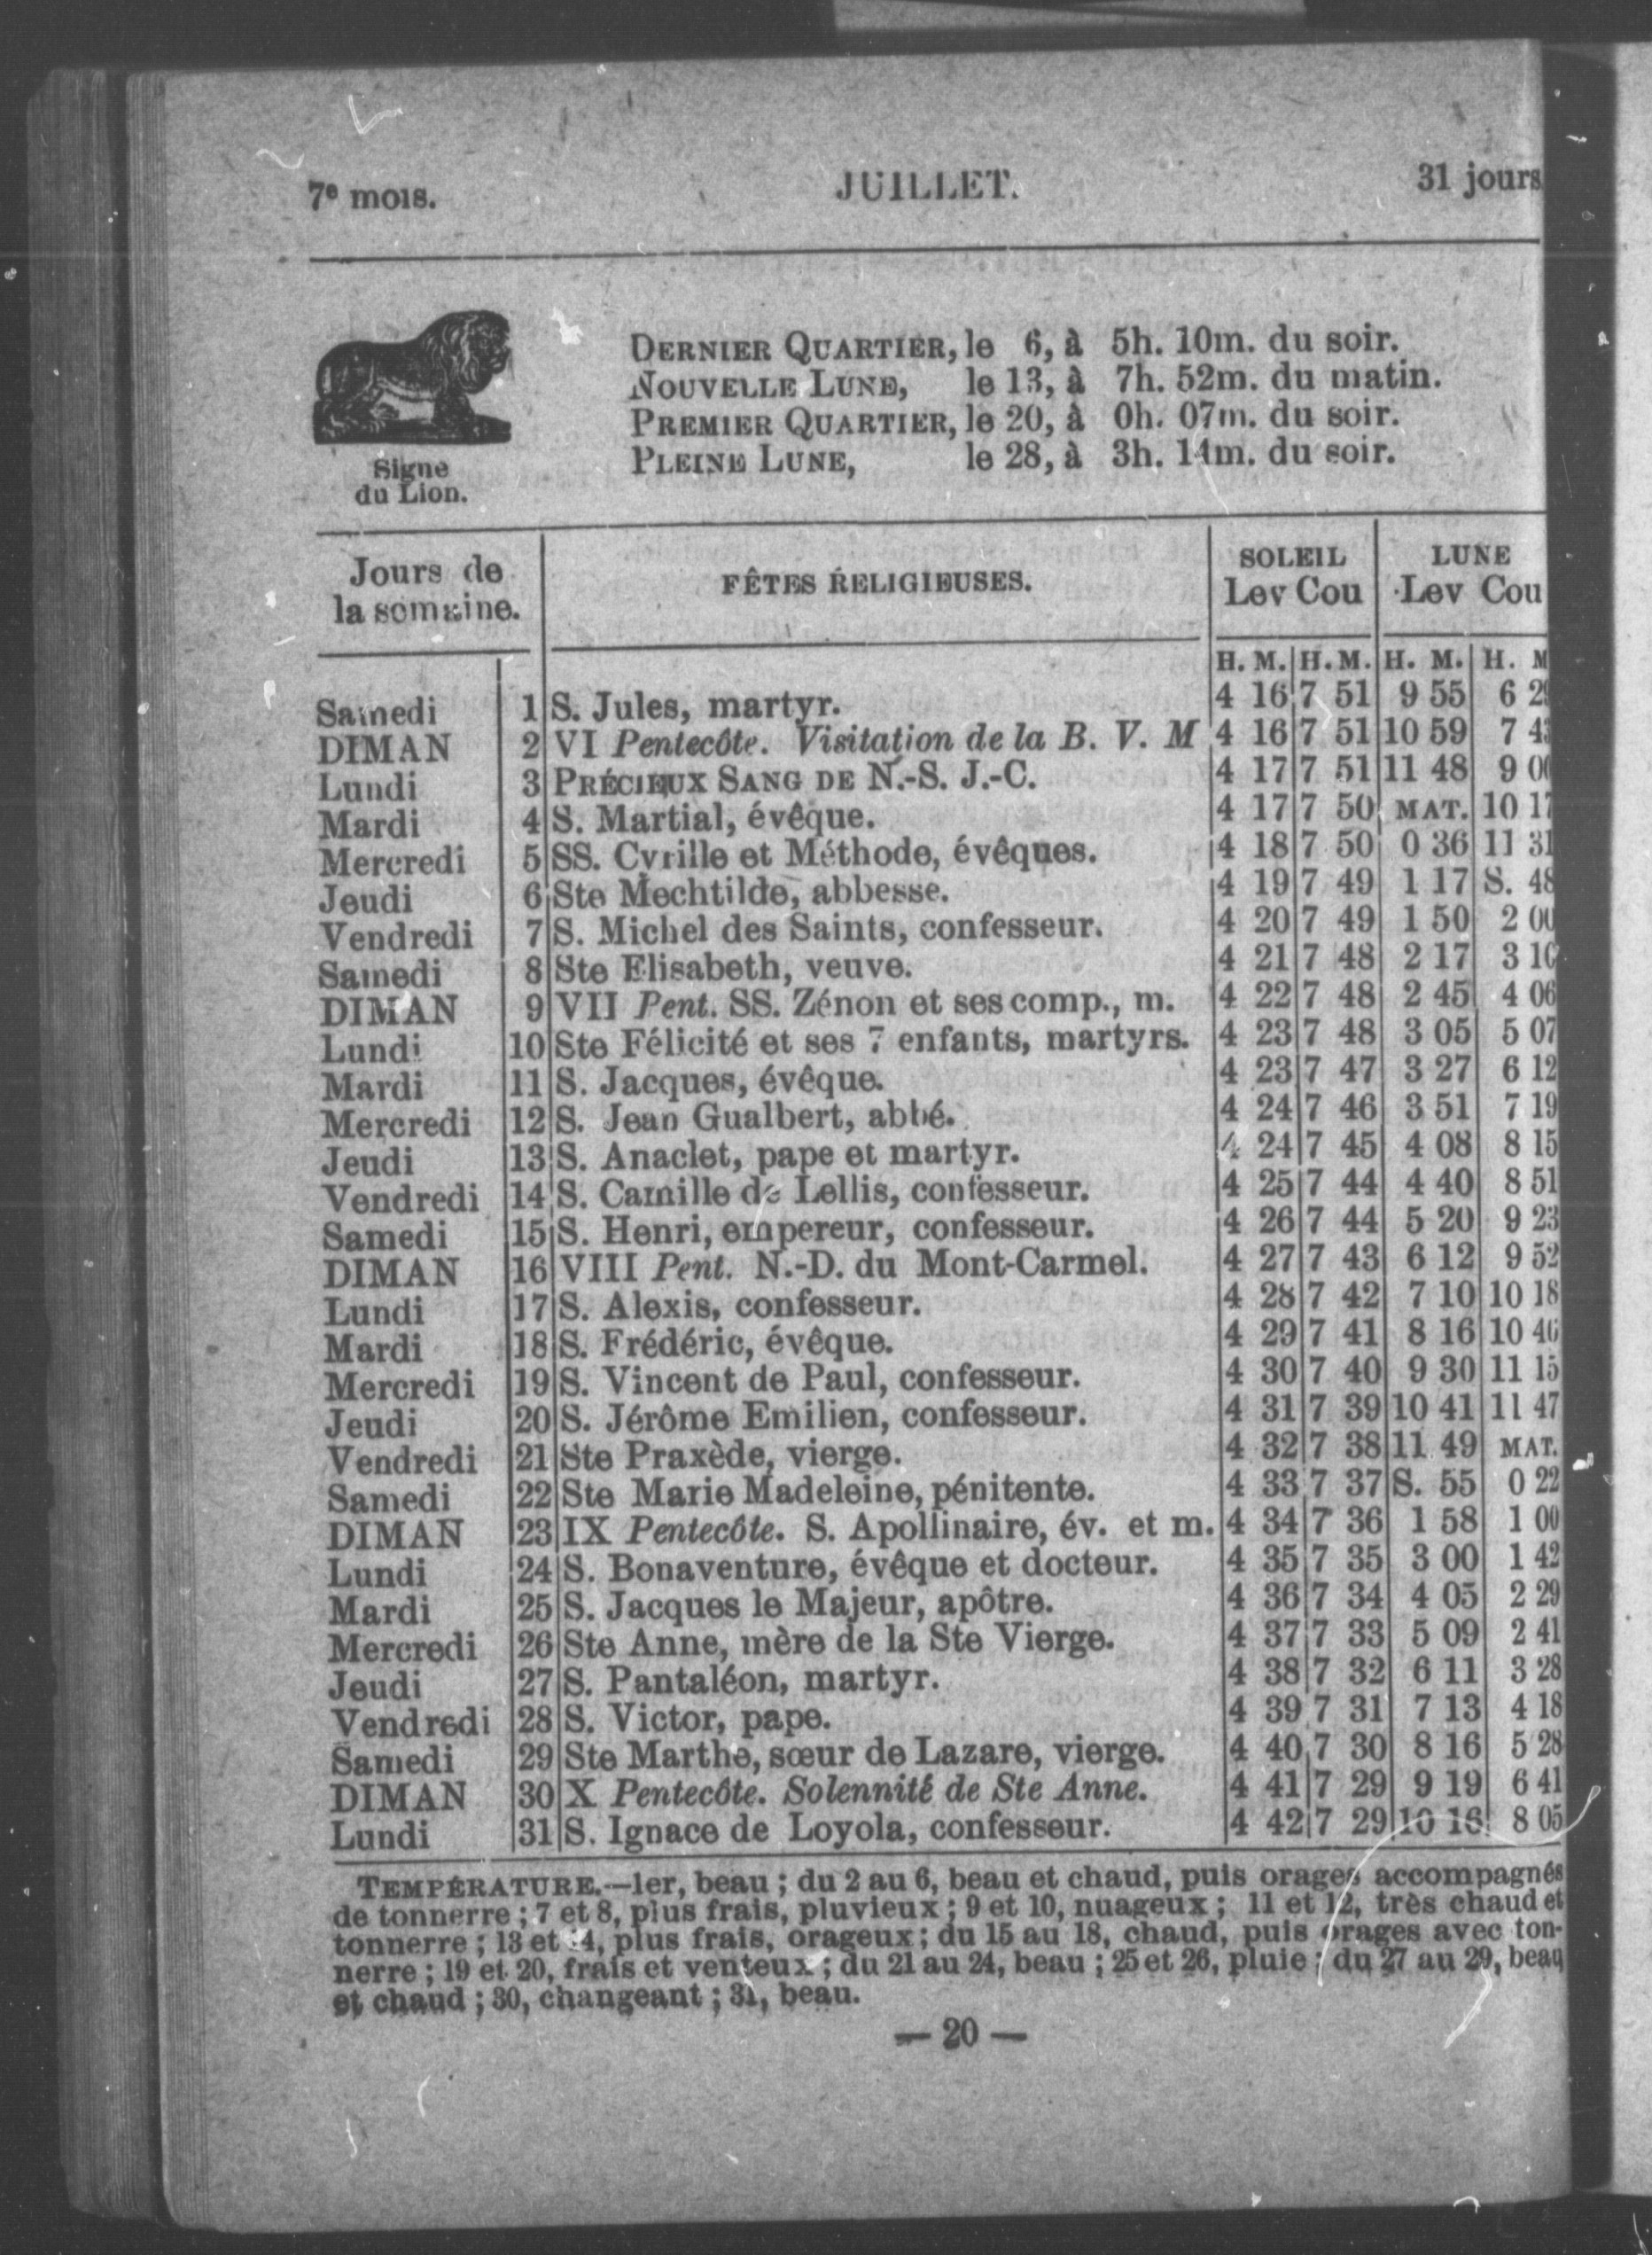 7e mois. JUILLET. 31 jours
DERNIER QUARTIER, le 6, à 5h. 10m. du soir.
NOUVELLE LUNE, le 13, à 7h. 52m. du matin.
PREMIER QUARTIER, le 20, à 0h. 07m. du soir.
PLEINE LUNE, le 28, à 3h. 14m. du soir.
Signe
du Lion.
Jours de la semaine. FÊTES RELIGIEUSES. SOLEIL LUNE
Lev Cou Lev Cou
H. M. H. M. H. M. H. M
Samedi 1 S. Jules, martyr. 4 16 7 51 9 55 6
DIMAN 2 VI Pentecôte. Visitation de la B. V. M 4 16 7 51 10 59 7
Lundi 3 PRÉCIEUX SANG DE N.-S. J.-C. 4 17 7 51 11 48 9
Mardi 4 S. Martial, évêque. 4 17 7 50 MAT. 10 17
Mercredi 5 SS. Cyrille et Méthode, évêques. 4 18 7 50 0 36 11 31
Jeudi 6 Ste Mechtilde, abbesse. 4 19 7 49 1 17 S. 48
Vendredi 7 S. Michel des Saints, confesseur. 4 20 7 49 1 50 2 00
Samedi 8 Ste Elisabeth, veuve. 4 21 7 48 2 17 3
DIMAN 9 VII Pent. SS. Zénon et ses comp., m. 4 22 7 48 2 45 4 06
Lundi 10 Ste Félicité et ses 7 enfants, martyrs. 4 23 7 48 3 05 5 07
Mardi 11 S. Jacques, évêque. 4 23 7 47 3 27 6 12
Mercredi 12 S. Jean Gualbert, abbé. 4 24 7 46 3 51 7 19
Jeudi 13 S. Anaclet, pape et martyr. 4 24 7 45 4 08 8 15
Vendredi 14 S. Camille de Lellis, confesseur. 4 25 7 44 4 40 8 51
Samedi 15 S. Henri, empereur, confesseur. 4 26 7 44 5 20 9 23
DIMAN 16 VIII Pent. N.-D. du Mont-Carmel. 4 27 7 43 6 12 9 52
Lundi 17 S. Alexis, confesseur. 4 28 7 42 7 10 10 18
Mardi 18 S. Frédéric, évêque. 4 29 7 41 8 16 10 46
Mercredi 19 S. Vincent de Paul, confesseur. 4 30 7 40 9 30 11 15
Jeudi 20 S. Jérôme Emilien, confesseur. 4 31 7 39 10 41 11 47
Vendredi 21 Ste Praxède, vierge. 4 32 7 38 11 49 MAT.
Samedi 22 Ste Marie Madeleine, pénitente. 4 33 7 37 S. 55 0 22
DIMAN 23 IX Pentecôte. S. Apollinaire, év. et m. 4 34 7 36 1 58 1 00
Lundi 24 S. Bonaventure, évêque et docteur. 4 35 7 35 3 00 1 42
Mardi 25 S. Jacques le Majeur, apôtre. 4 36 7 34 4 05 2 29
Mercredi 26 Ste Anne, mère de la Ste Vierge. 4 37 7 33 5 09 2 41
Jeudi 27 S. Pantaléon, martyr. 4 38 7 32 6 11 3 28
Vendredi 28 S. Victor, pape. 4 39 7 31 7 13 4 18
Samedi 29 Ste Marthe, sœur de Lazare, vierge. 4 40 7 30 8 16 5 28
DIMAN 30 X Pentecôte. Solennité de Ste Anne. 4 41 7 29 9 19 6 41
Lundi 31 S. Ignace de Loyola, confesseur. 4 42 7 29 10 16 8 05
TEMPÉRATURE.—1er, beau ; du 2 au 6, beau et chaud, puis orages accompagnés
de tonnerre ; 7 et 8, plus frais, pluvieux ; 9 et 10, nuageux ; 11 et 12, très chaud et
tonnerre ; 13 et 14, plus frais, orageux ; du 15 au 18, chaud, puis orages avec ton-
nerre ; 19 et 20, frais et venteux ; du 21 au 24, beau ; 25 et 26, pluie ; du 27 au 29, beau
et chaud ; 30, changeant ; 31, beau.
— 20 —